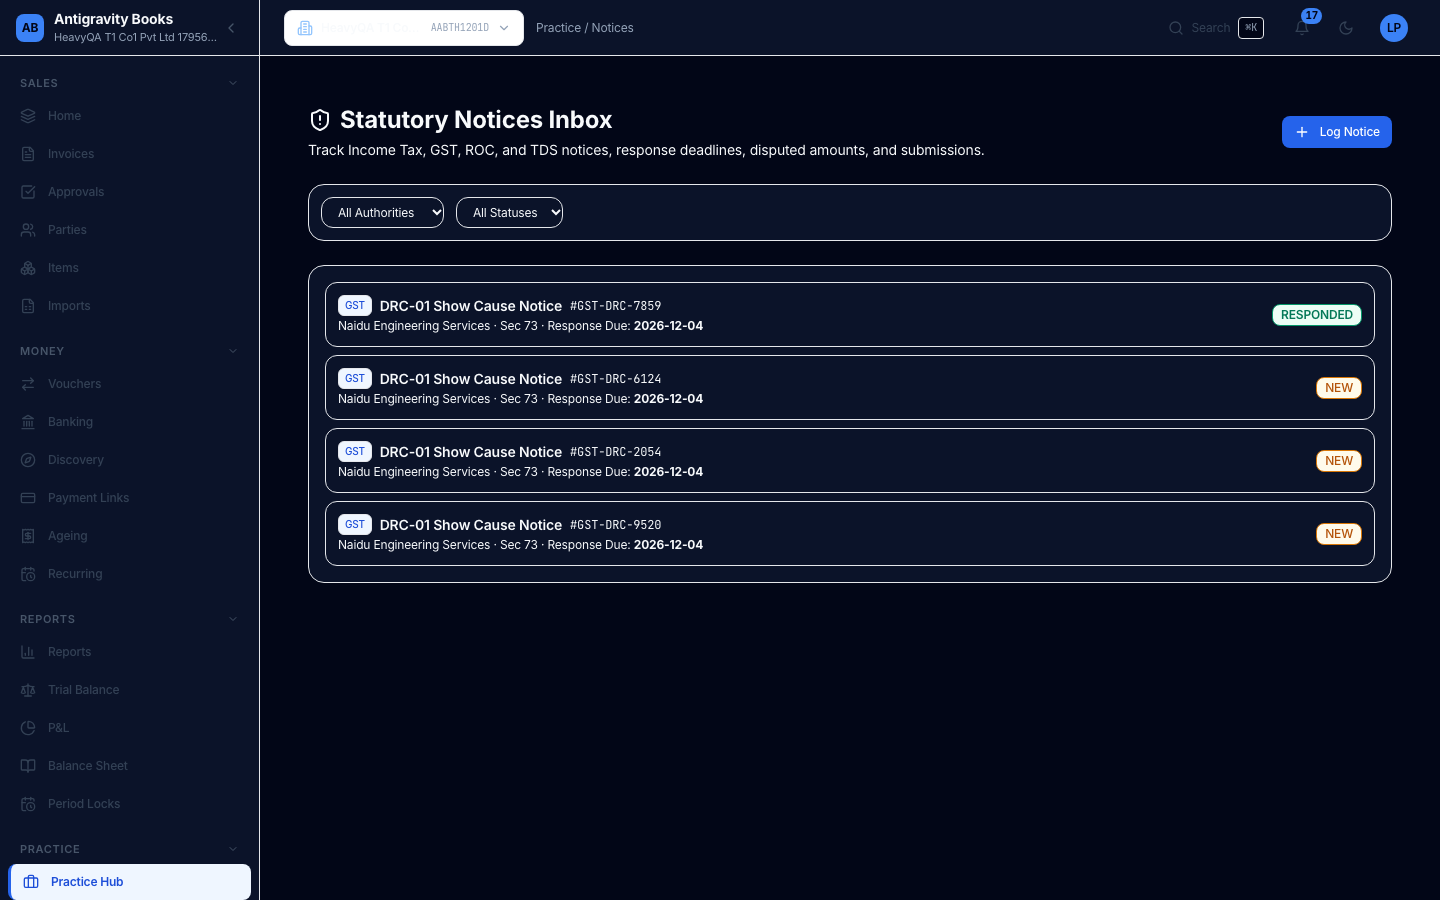 AB
Antigravity Books
HeavyQA T1 Co1 Pvt Ltd 17956...
AABTH1201D
Practice / Notices
Search
⌘K
17
LP
SALES
Home
Invoices
Approvals
Parties
Items
Imports
MONEY
Vouchers
Banking
Discovery
Payment Links
Ageing
Recurring
REPORTS
Reports
Trial Balance
P&L
Balance Sheet
Period Locks
PRACTICE
Practice Hub
Statutory Notices Inbox
Track Income Tax, GST, ROC, and TDS notices, response deadlines, disputed amounts, and submissions.
Log Notice
All Authorities
All Statuses
GST DRC-01 Show Cause Notice #GST-DRC-7859
Naidu Engineering Services · Sec 73 · Response Due: 2026-12-04
RESPONDED
GST DRC-01 Show Cause Notice #GST-DRC-6124
Naidu Engineering Services · Sec 73 · Response Due: 2026-12-04
NEW
GST DRC-01 Show Cause Notice #GST-DRC-2054
Naidu Engineering Services · Sec 73 · Response Due: 2026-12-04
NEW
GST DRC-01 Show Cause Notice #GST-DRC-9520
Naidu Engineering Services · Sec 73 · Response Due: 2026-12-04
NEW